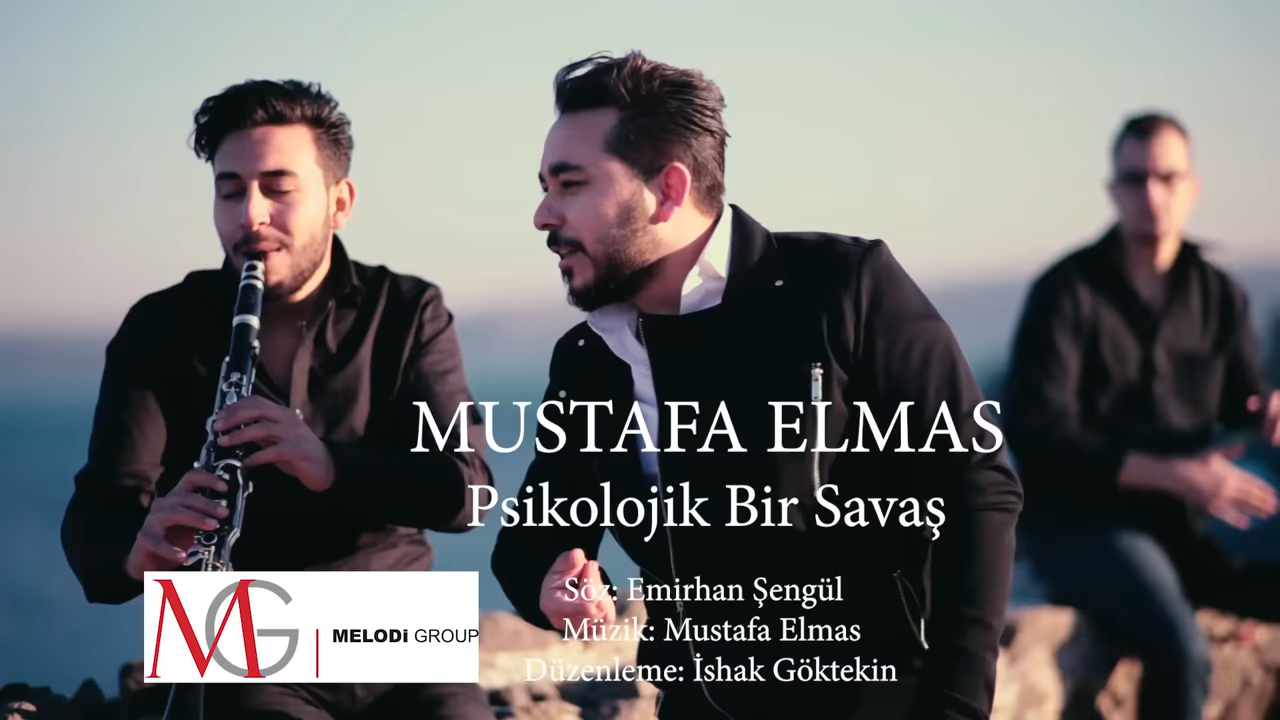 MUSTAFA ELMAS
Psikolojik Bir Savaş
Söz: Emirhan Şengül
Müzik: Mustafa Elmas
Düzenleme: İshak Göktekin
MG
MELODi GROUP